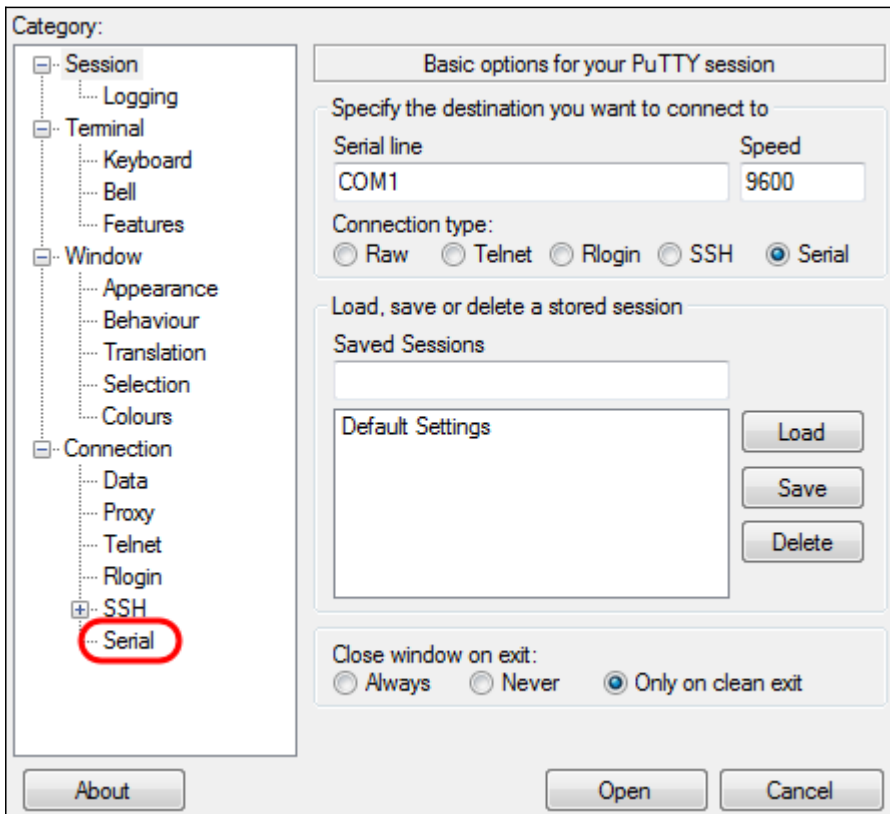 Category:
Session
Logging
Terminal
Keyboard
Bell
Features
Window
Appearance
Behaviour
Translation
Selection
Colours
Connection
Data
Proxy
Telnet
Rlogin
SSH
Serial
Basic options for your PuTTY session
Specify the destination you want to connect to
Serial line Speed
COM1 9600
Connection type:
Raw Telnet Rlogin SSH Serial
Load, save or delete a stored session
Saved Sessions
Default Settings
Load
Save
Delete
Close window on exit:
Always Never Only on clean exit
About Open Cancel